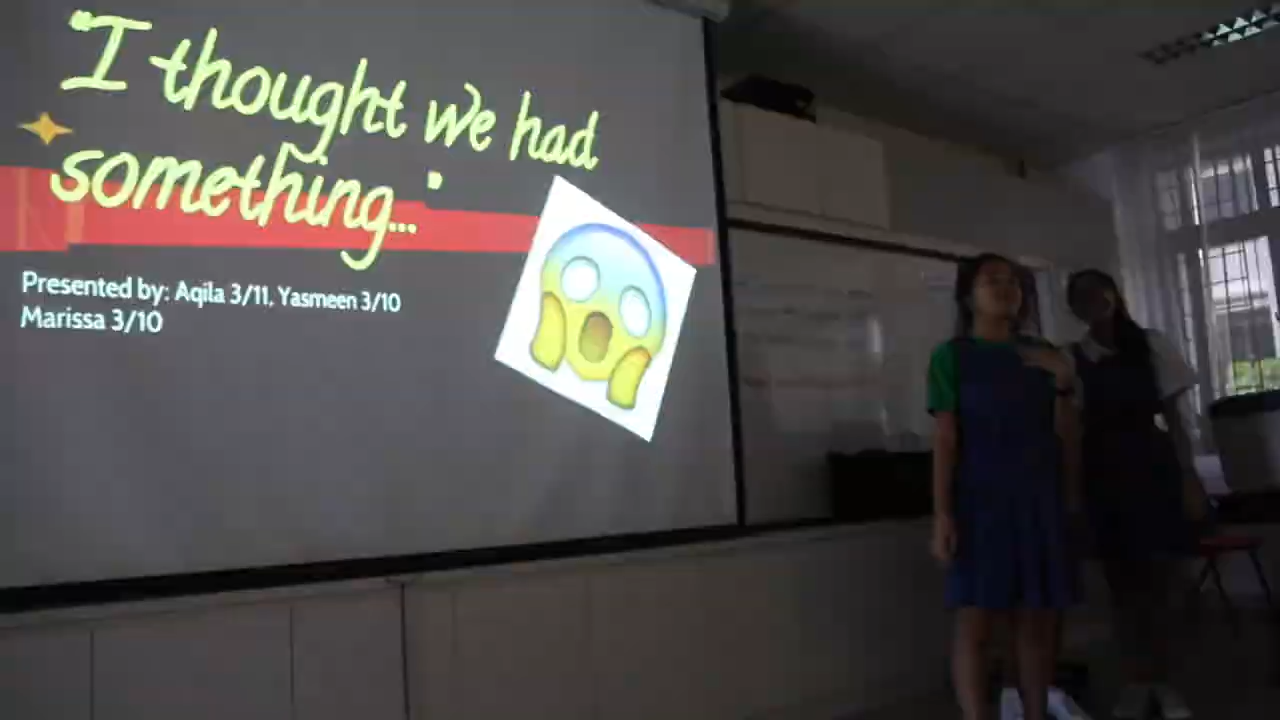 "I thought we had
something..."
Presented by: Aqila 3/11, Yasmeen 3/10
Marissa 3/10